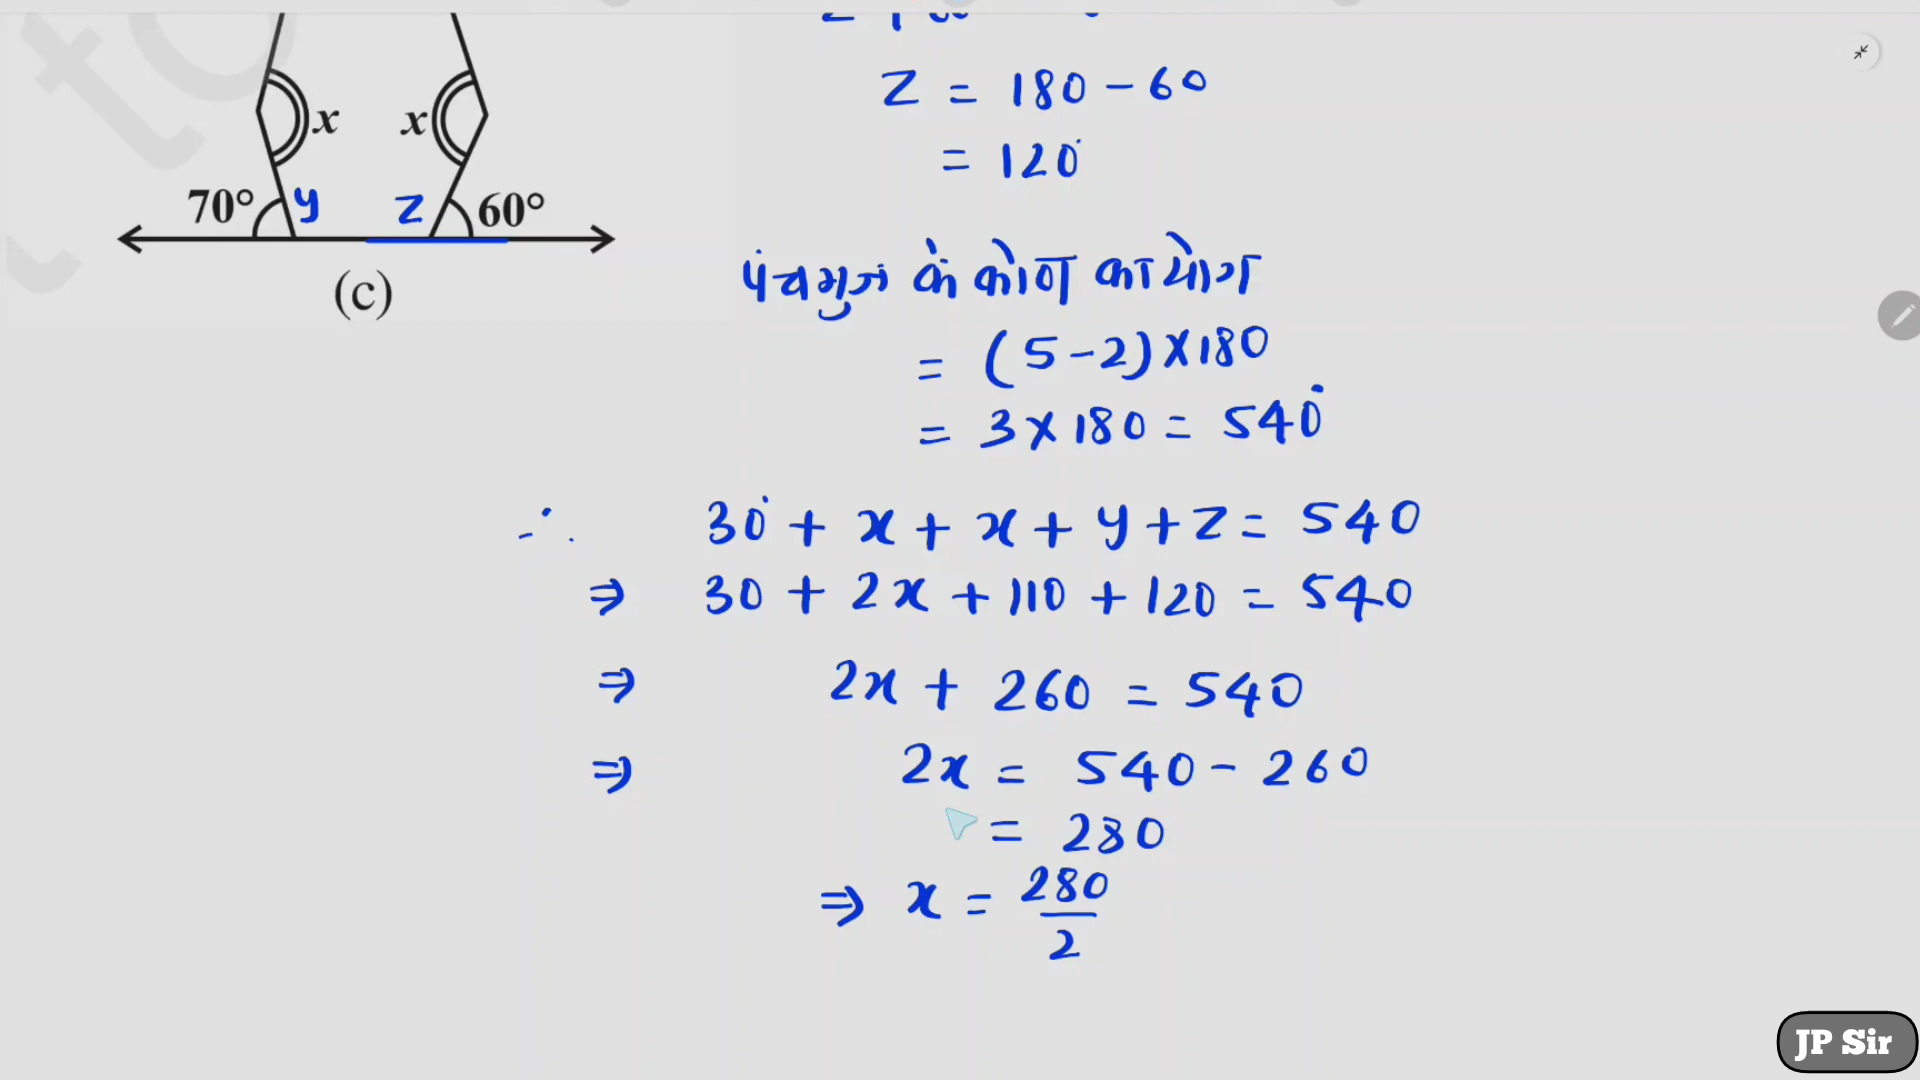 Z = 180 - 60
= 120°
x x
70° y z 60°
(c)
पंचभुज के कोण का योग
= (5-2)×180
= 3×180 = 540°
∴ 30° + x + x + y + z = 540
⇒ 30 + 2x + 110 + 120 = 540
⇒ 2x + 260 = 540
⇒ 2x = 540 - 260
= 280
⇒ x = 280/2
JP Sir